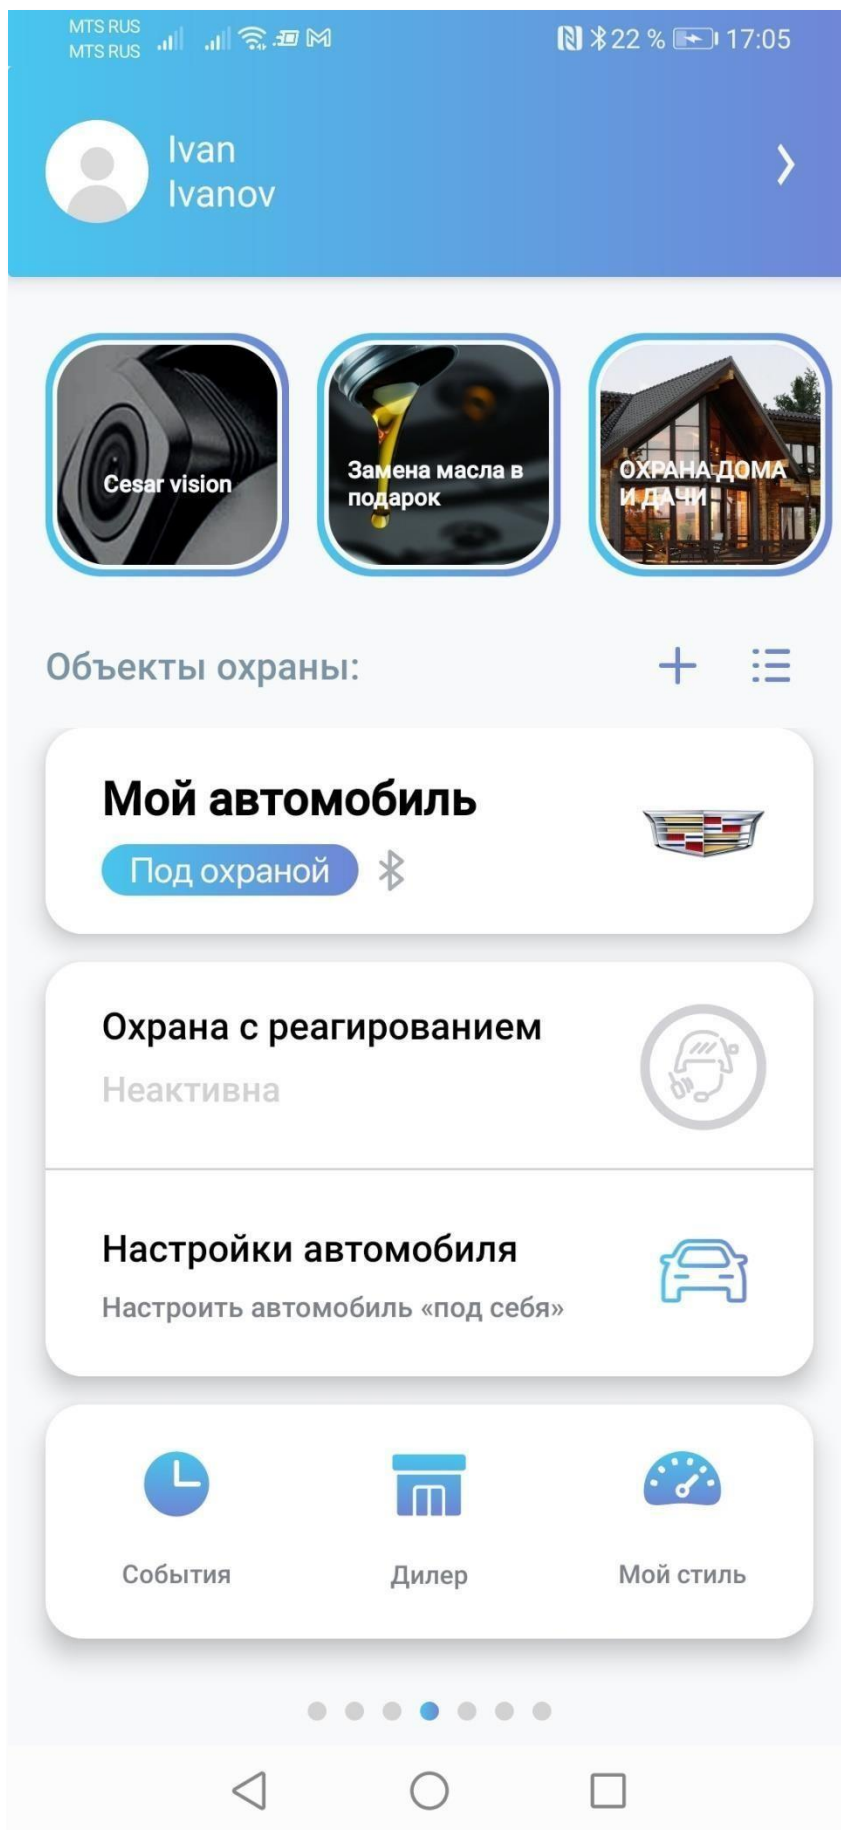 MTS RUS
MTS RUS
22 %
17:05
Ivan
Ivanov
Cesar vision
Замена масла в
подарок
ОХРАНА ДОМА
И ДАЧИ
Объекты охраны:
Мой автомобиль
Под охраной
Охрана с реагированием
Неактивна
Настройки автомобиля
Настроить автомобиль «под себя»
События
Дилер
Мой стиль